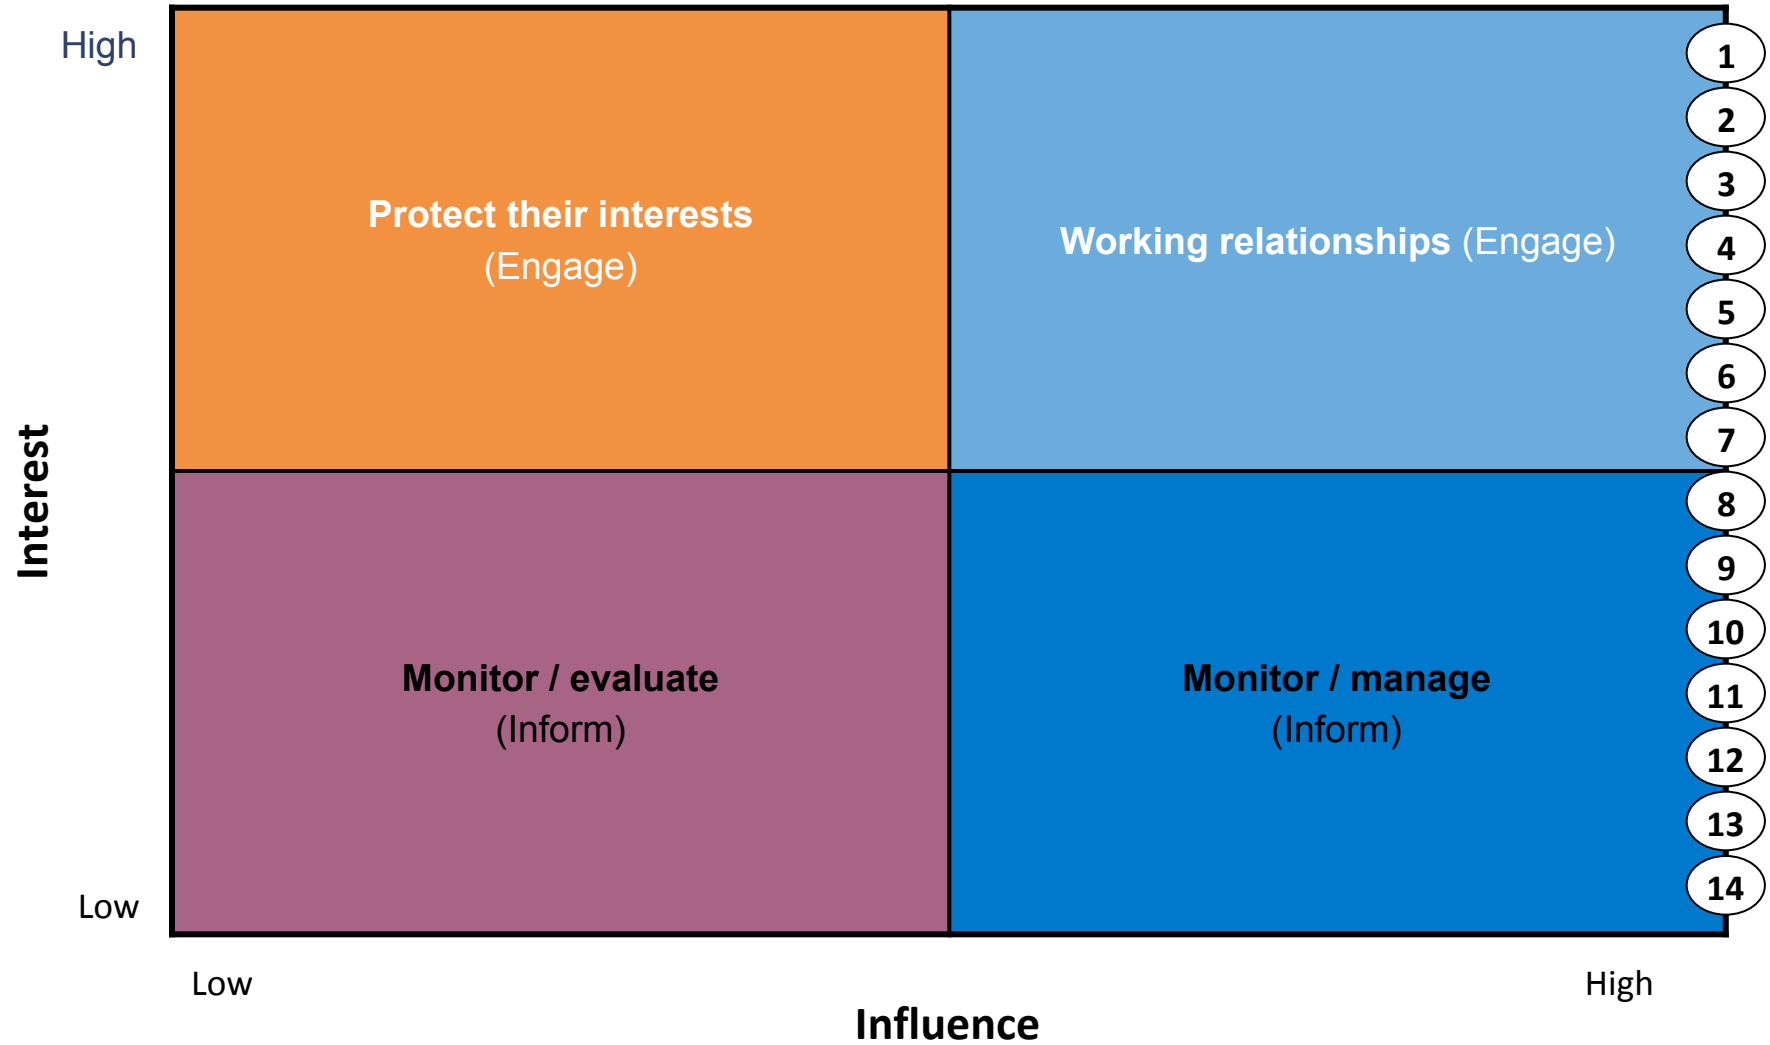 High
1
2
3
Protect their interests
(Engage)
Working relationships (Engage)
4
5
6
7
Interest
8
9
10
Monitor / evaluate
(Inform)
Monitor / manage
(Inform)
11
12
13
14
Low
Low
High
Influence